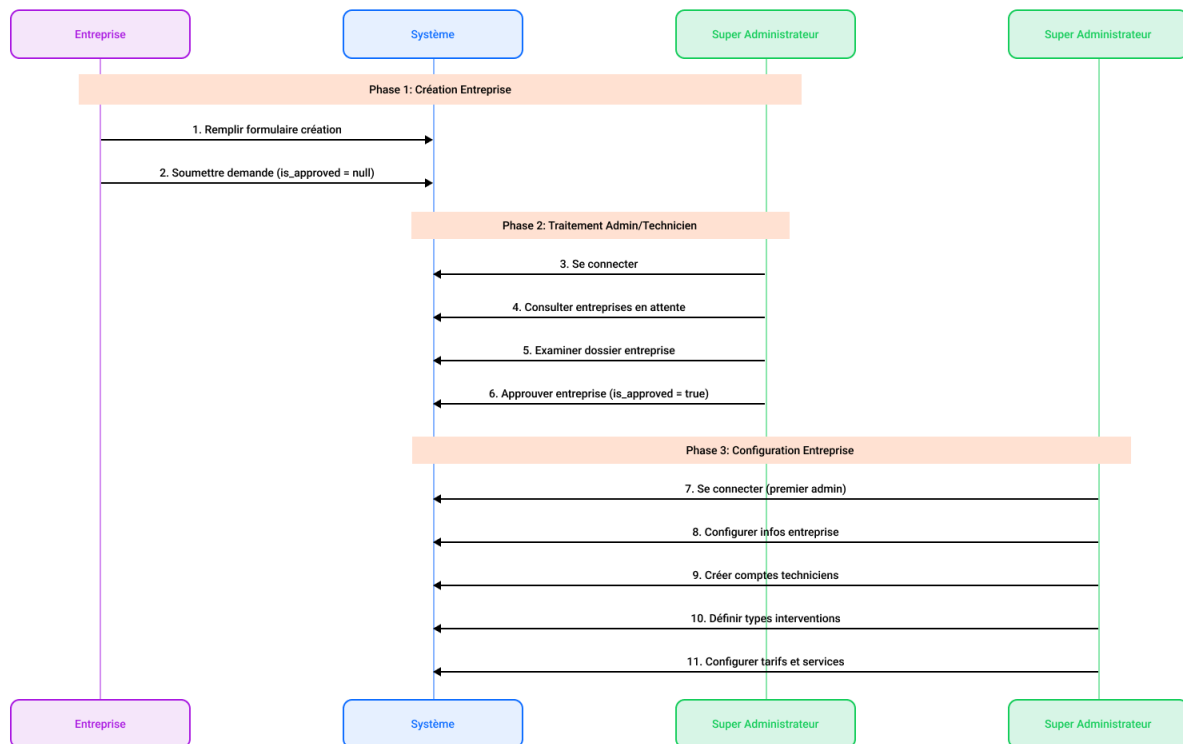 Entreprise
Système
Super Administrateur
Super Administrateur
Phase 1: Création Entreprise
1. Remplir formulaire création
2. Soumettre demande (is_approved = null)
Phase 2: Traitement Admin/Technicien
3. Se connecter
4. Consulter entreprises en attente
5. Examiner dossier entreprise
6. Approuver entreprise (is_approved = true)
Phase 3: Configuration Entreprise
7. Se connecter (premier admin)
8. Configurer infos entreprise
9. Créer comptes techniciens
10. Définir types interventions
11. Configurer tarifs et services
Entreprise
Système
Super Administrateur
Super Administrateur